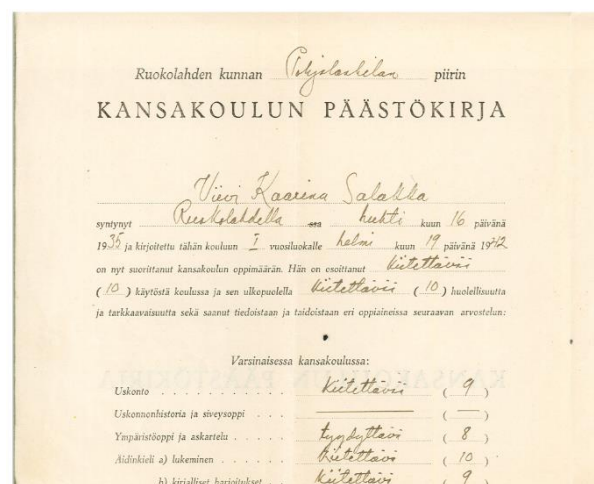 Ruokolahden kunnan Pohjalankilan piirin
KANSAKOULUN PÄÄSTÖKIRJA
Vievi Kaarina Salakka
syntynyt Ruokolahdella huhti kuun 16 päivänä
1935 ja kirjoitettu tähän kouluun I vuosiluokalle helmi kuun 19 päivänä 1942
on nyt suorittanut kansakoulun oppimäärän. Hän on osoittanut kiitettävää
( 10 ) käytöstä koulussa ja sen ulkopuolella kiitettävää ( 10 ) huolellisuutta
ja tarkkaavaisuutta sekä saanut tiedoistaan ja taidoistaan eri oppiaineissa seuraavan arvostelun:
Varsinaisessa kansakoulussa:
Uskonto . . . . . . . . . . . kiitettävä ( 9 )
Uskonnonhistoria ja siveysoppi . . . ——— ( — )
Ympäristöoppi ja askartelu . . . . . tyydyttävä ( 8 )
Äidinkieli a) lukeminen . . . . . . kiitettävä ( 10 )
b) kirjalliset harjoitukset . . kiitettävä ( 9